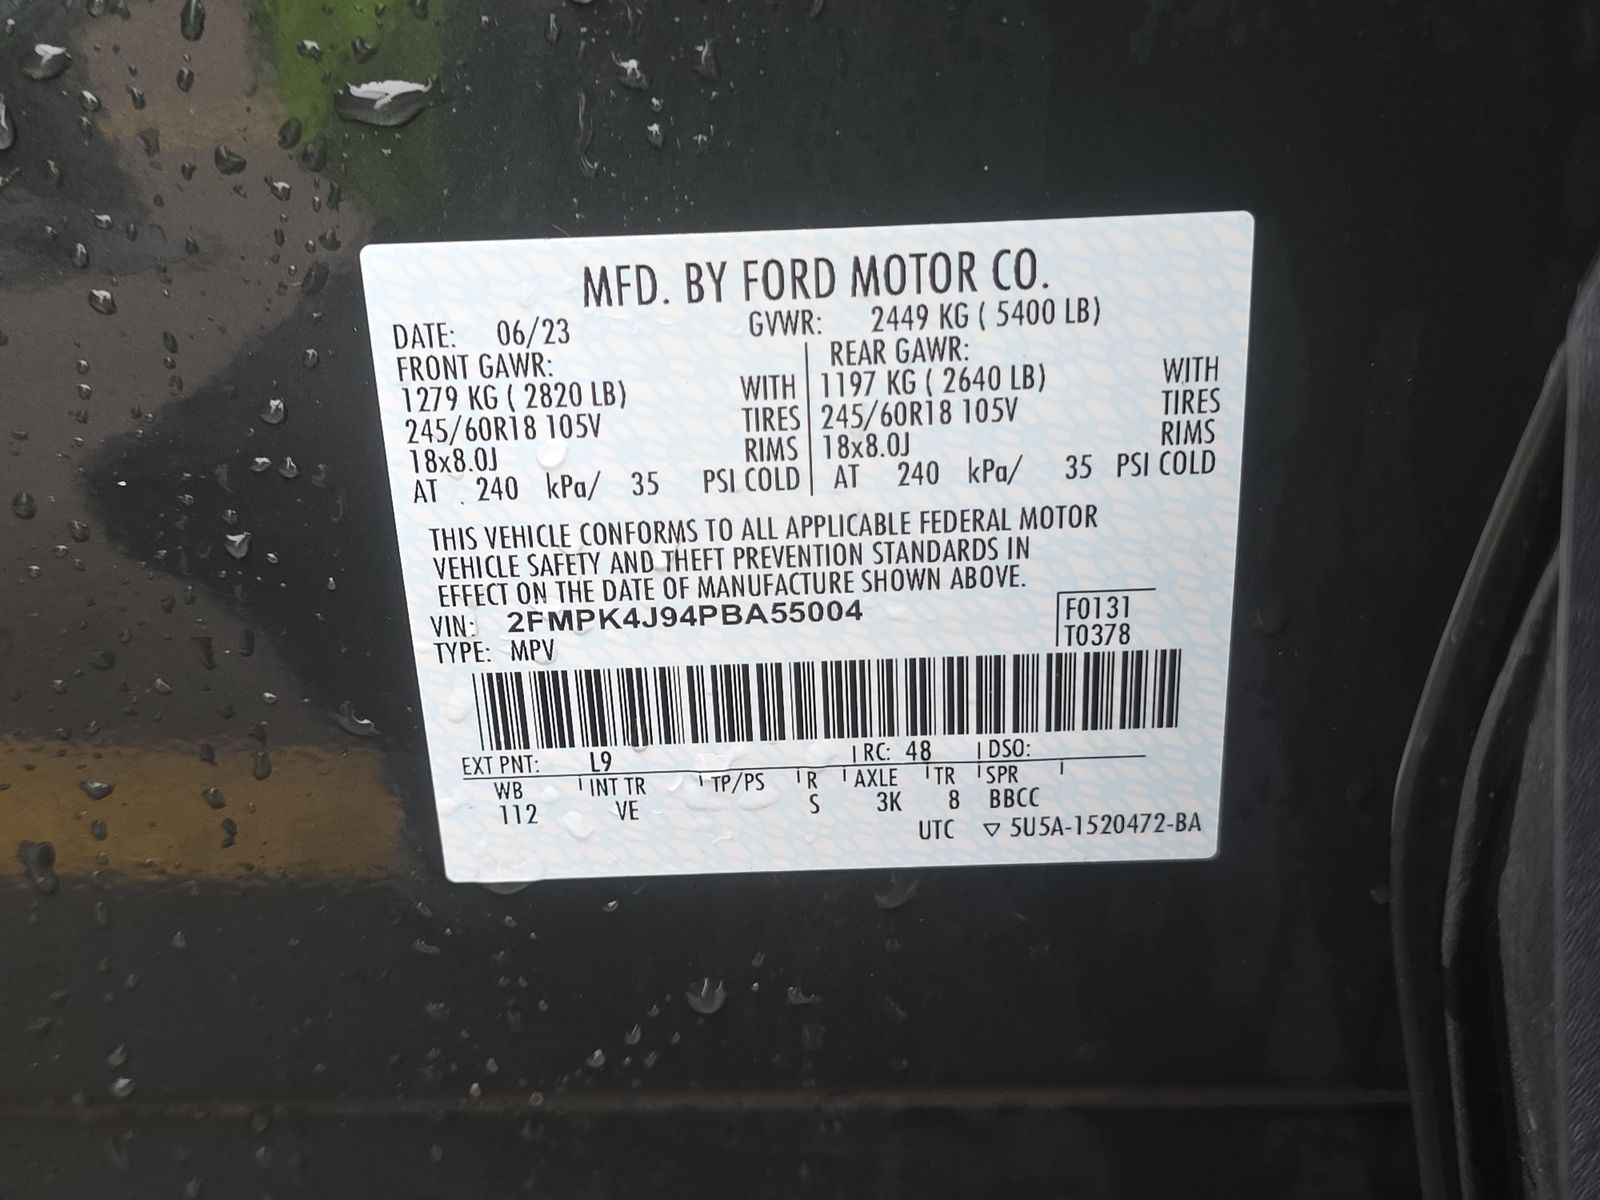 MFD. BY FORD MOTOR CO.
DATE: 06/23 GVWR: 2449 KG ( 5400 LB)
FRONT GAWR: REAR GAWR:
1279 KG ( 2820 LB) WITH 1197 KG ( 2640 LB) WITH
245/60R18 105V TIRES 245/60R18 105V TIRES
18x8.0J RIMS 18x8.0J RIMS
AT 240 kPa/ 35 PSI COLD AT 240 kPa/ 35 PSI COLD
THIS VEHICLE CONFORMS TO ALL APPLICABLE FEDERAL MOTOR
VEHICLE SAFETY AND THEFT PREVENTION STANDARDS IN
EFFECT ON THE DATE OF MANUFACTURE SHOWN ABOVE.
VIN: 2FMPK4J94PBA55004 F0131
TYPE: MPV T0378
EXT PNT: L9 RC: 48 DSO:
WB INT TR TP/PS R AXLE TR SPR
112 VE S 3K 8 BBCC
UTC ▽ 5U5A-1520472-BA